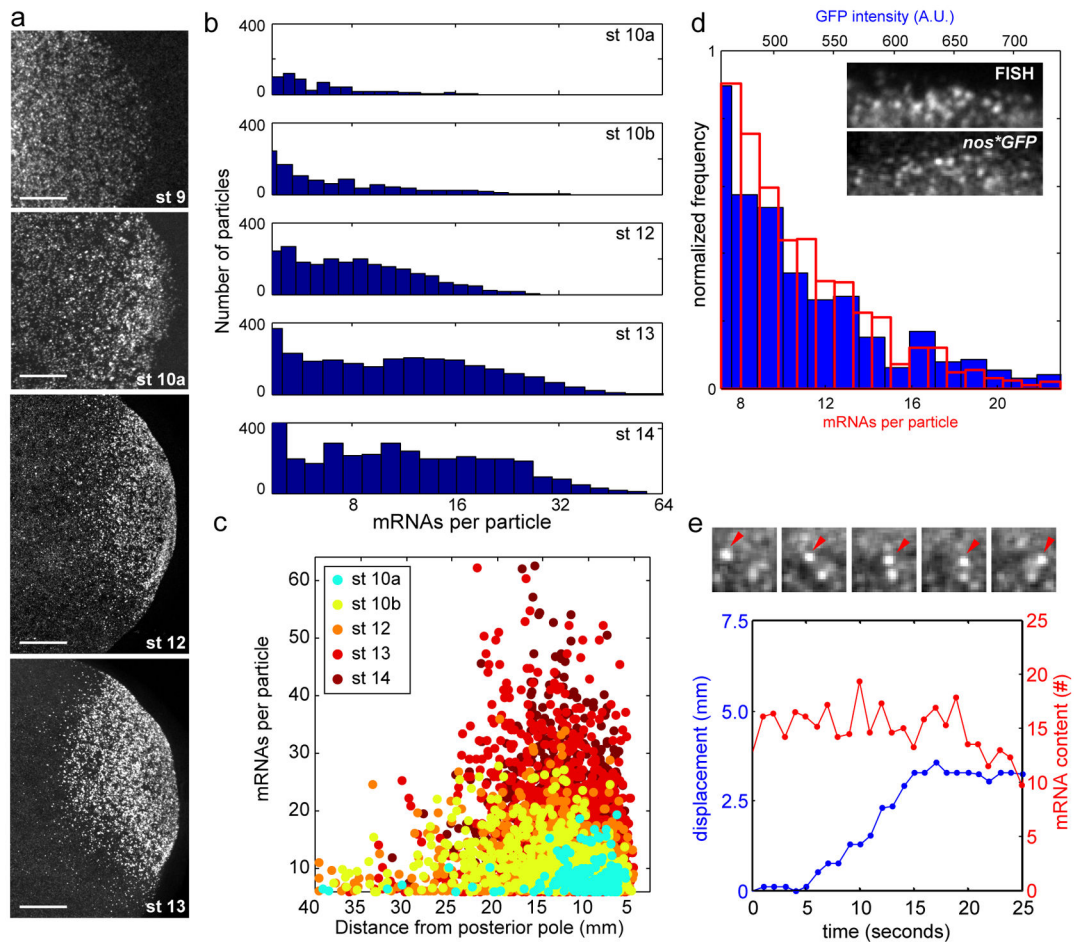 a
st 9
st 10a
st 12
st 13
b
400
0
st 10a
400
0
st 10b
400
0
st 12
400
0
st 13
400
0
st 14
8 16 32 64
Number of particles
mRNAs per particle
c
60
50
40
30
20
10
mRNAs per particle
st 10a
st 10b
st 12
st 13
st 14
40 35 30 25 20 15 10 5
Distance from posterior pole (mm)
d
GFP intensity (A.U.)
500 550 600 650 700
1
0
normalized frequency
FISH
nos*GFP
8 12 16 20
mRNAs per particle
e
7.5
5.0
2.5
0
displacement (mm)
25
20
15
10
5
0
mRNA content (#)
0 5 10 15 20 25
time (seconds)